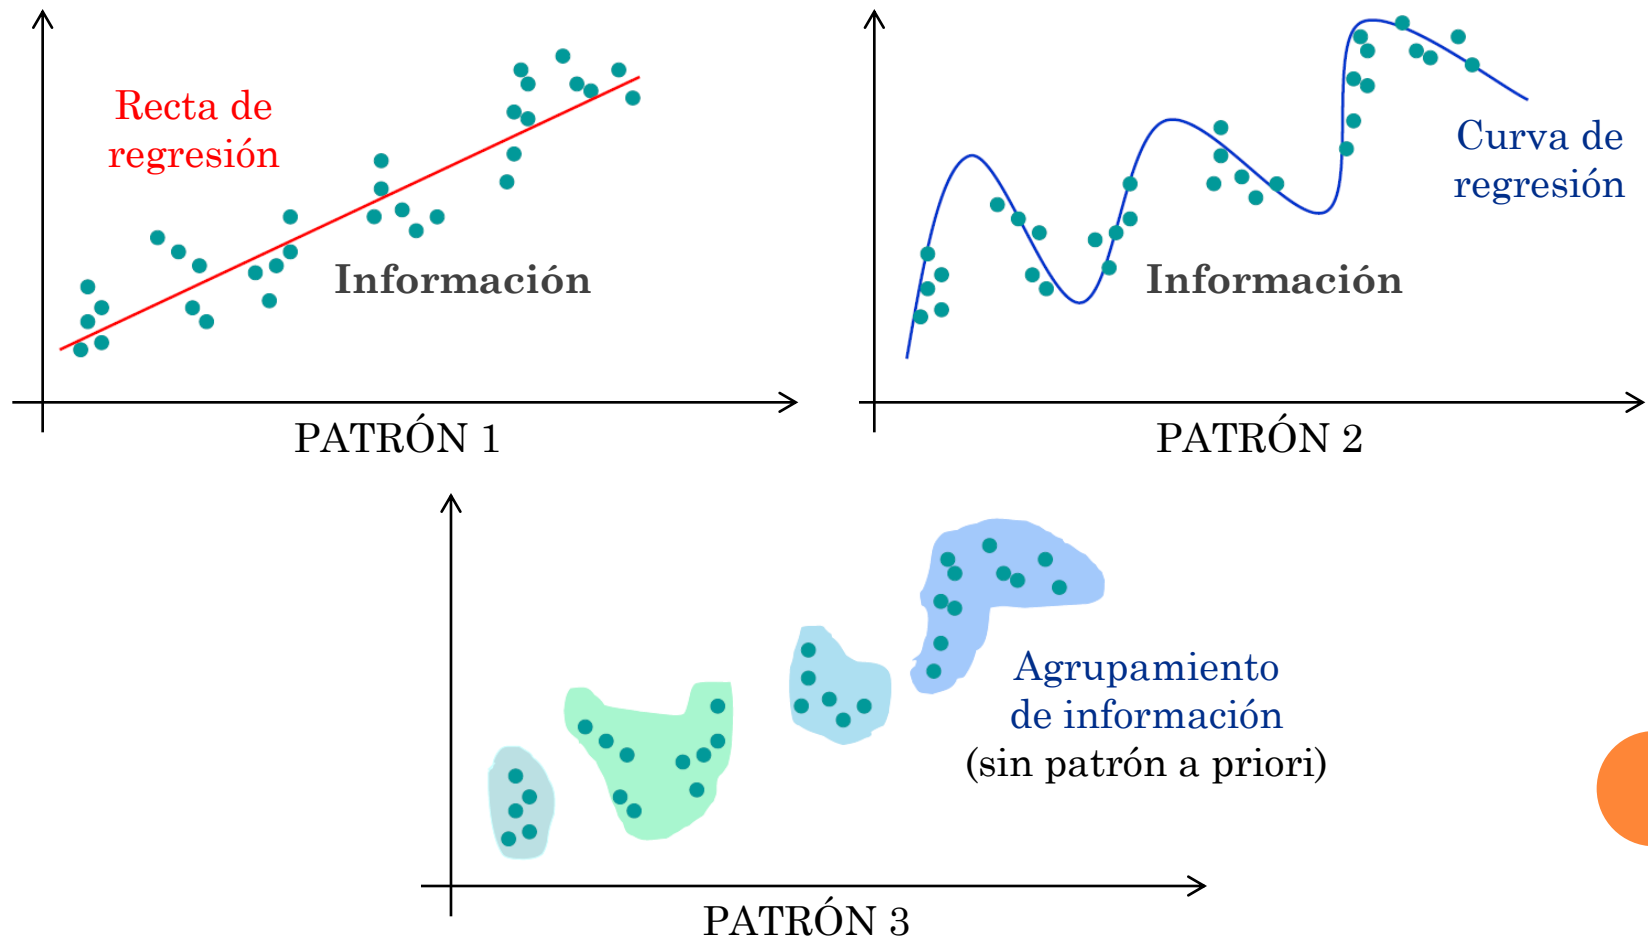 Recta de
regresión
Información
PATRÓN 1
Curva de
regresión
Información
PATRÓN 2
Agrupamiento
de información
(sin patrón a priori)
PATRÓN 3